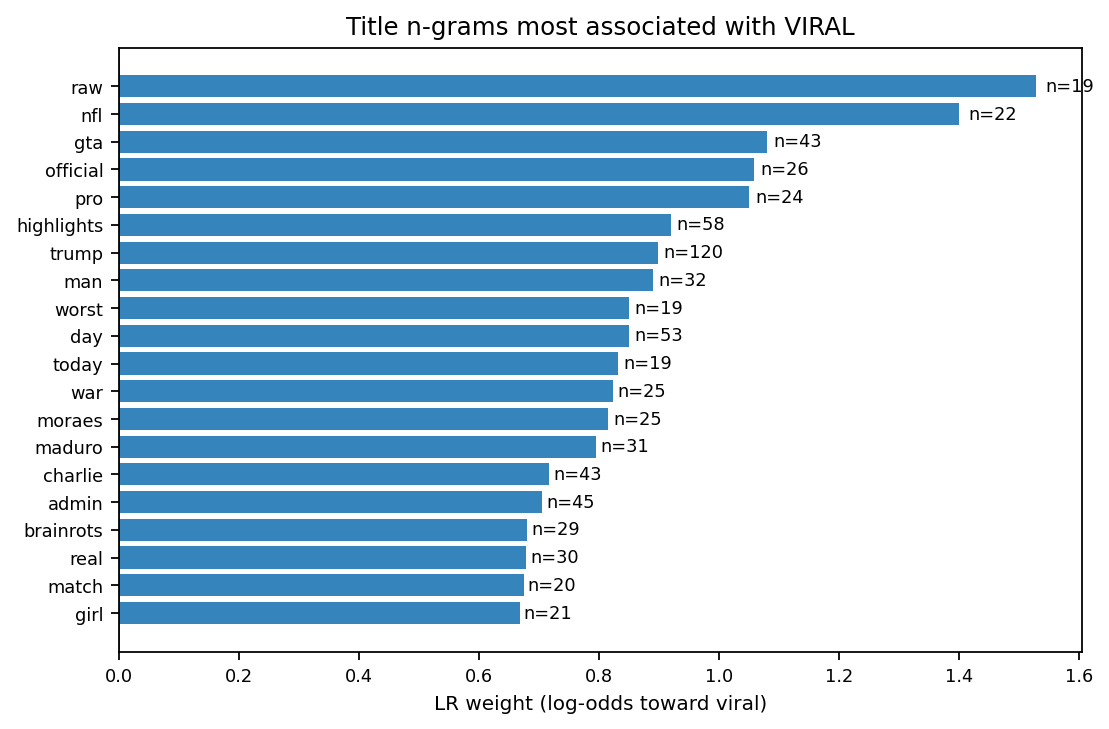 Title n-grams most associated with VIRAL
raw n=19
nfl n=22
gta n=43
official n=26
pro n=24
highlights n=58
trump n=120
man n=32
worst n=19
day n=53
today n=19
war n=25
moraes n=25
maduro n=31
charlie n=43
admin n=45
brainrots n=29
real n=30
match n=20
girl n=21
0.0 0.2 0.4 0.6 0.8 1.0 1.2 1.4 1.6
LR weight (log-odds toward viral)